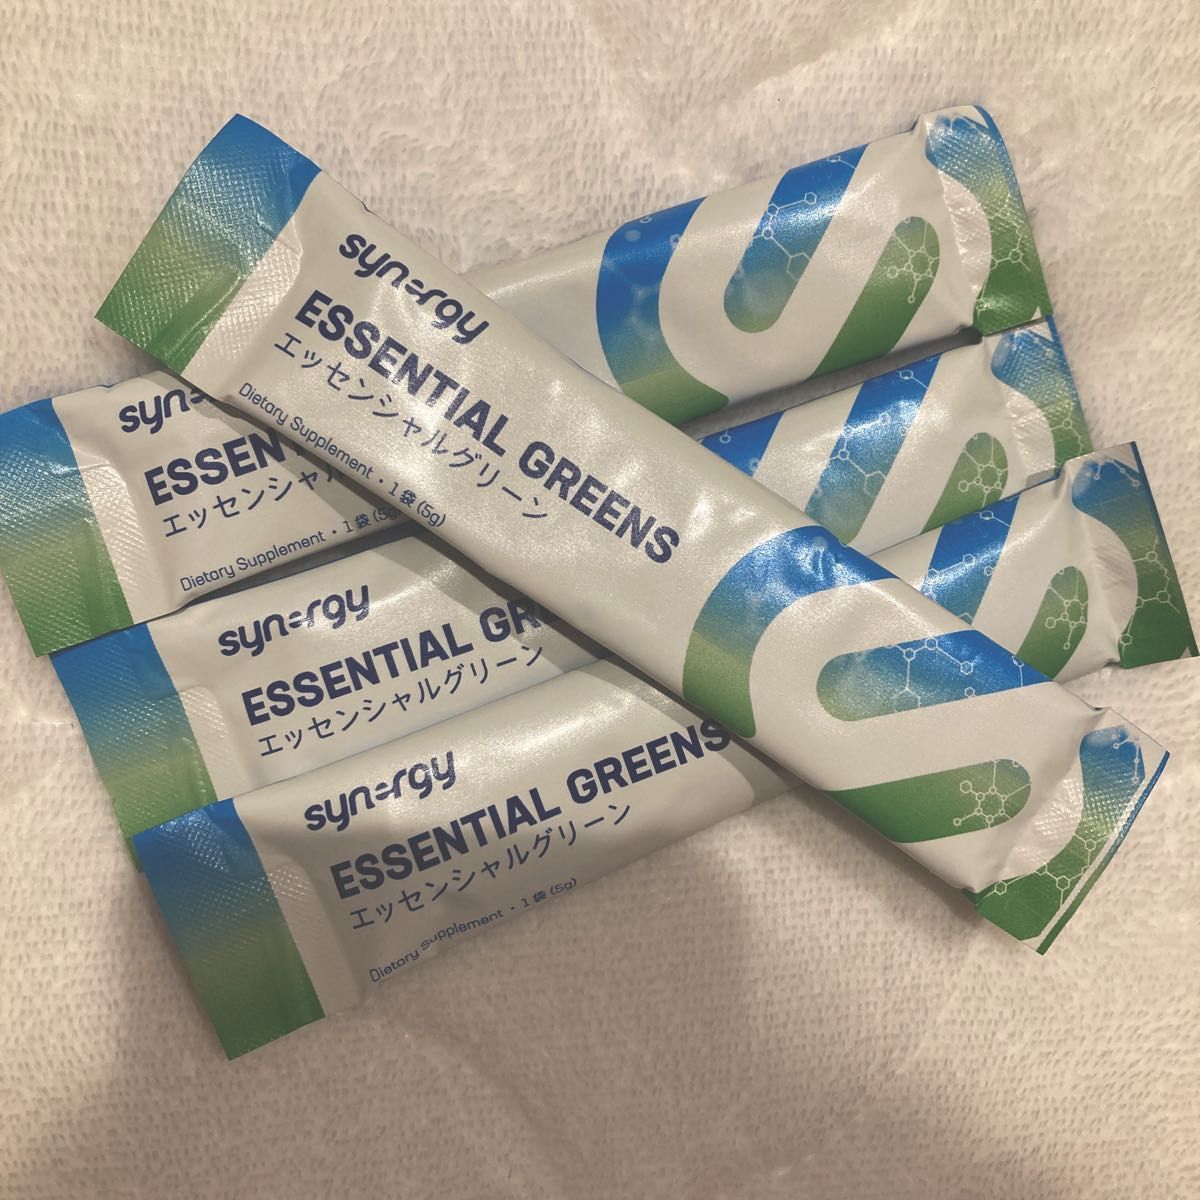 synergy
ESSENTIAL GREENS
エッセンシャルグリーン
Dietary Supplement・1袋(5g)
syn
ESSEN
エッセンシャル
Dietary Supplement・1袋(5g)
synergy
ESSENTIAL GR
エッセンシャルグリーン
synergy
ESSENTIAL GREENS
エッセンシャルグリーン
Dietary Supplement・1袋(5g)